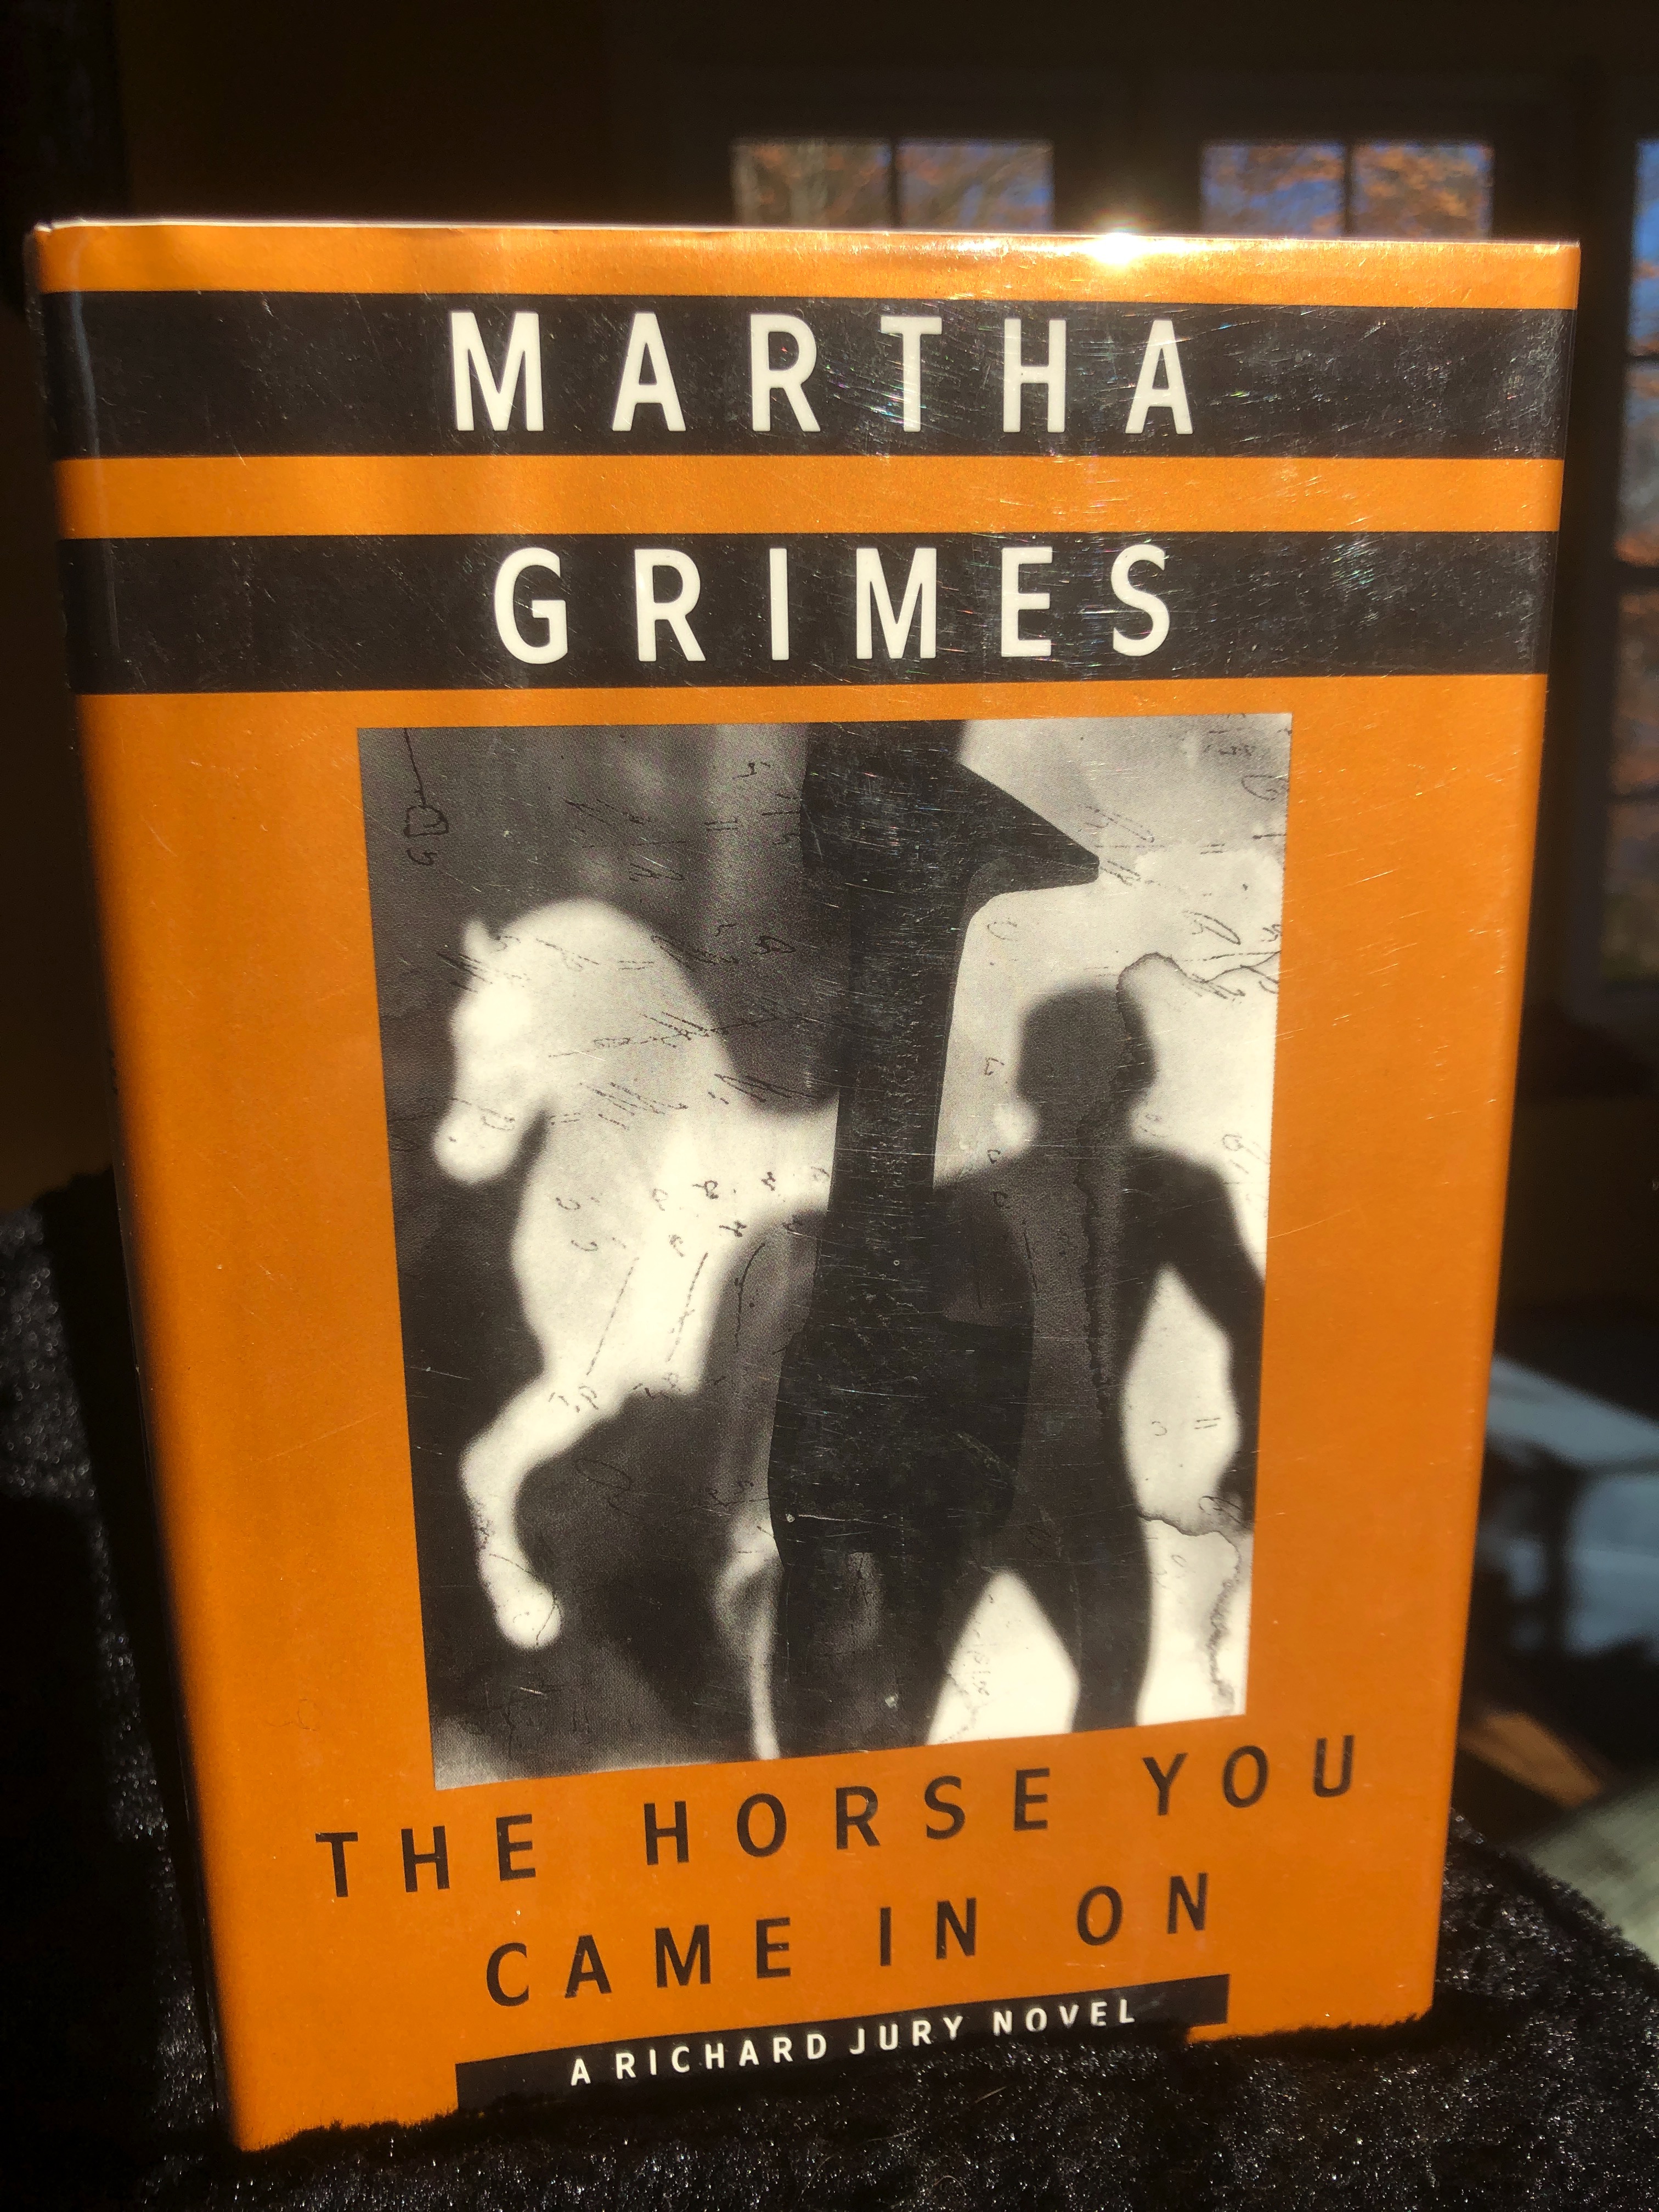 MARTHA
GRIMES
THE HORSE YOU
CAME IN ON
A RICHARD JURY NOVEL